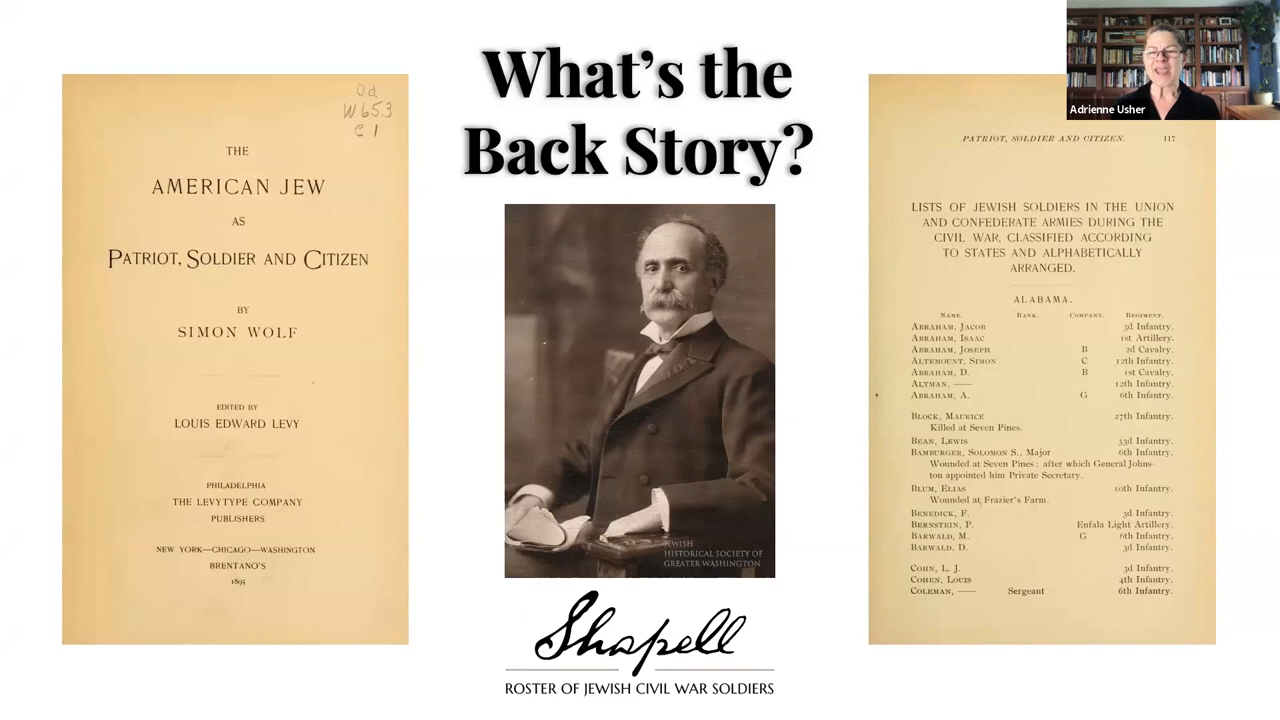 What's the
Back Story?
Od
W65.3
C 1
THE
AMERICAN JEW
AS
PATRIOT, SOLDIER AND CITIZEN
BY
SIMON WOLF
EDITED BY
LOUIS EDWARD LEVY
PHILADELPHIA
THE LEVYTYPE COMPANY
PUBLISHERS
NEW YORK—CHICAGO—WASHINGTON
BRENTANO'S
1895
JEWISH
HISTORICAL SOCIETY OF
GREATER WASHINGTON
Shapell
ROSTER OF JEWISH CIVIL WAR SOLDIERS
Adrienne Usher
PATRIOT, SOLDIER AND CITIZEN. 117
LISTS OF JEWISH SOLDIERS IN THE UNION
AND CONFEDERATE ARMIES DURING THE
CIVIL WAR, CLASSIFIED ACCORDING
TO STATES AND ALPHABETICALLY
ARRANGED.
ALABAMA.
NAME. RANK. COMPANY. REGIMENT.
ABRAHAM, JACOB 3d Infantry.
ABRAHAM, ISAAC 1st Artillery.
ABRAHAM, JOSEPH B 2d Cavalry.
ALTEMOUNT, SIMON C 12th Infantry.
ABRAHAM, D. B 1st Cavalry.
ALTMAN, —— 12th Infantry.
ABRAHAM, A. G 6th Infantry.
BLOCK, MAURICE 27th Infantry.
Killed at Seven Pines.
BEAN, LEWIS 33d Infantry.
BAMBURGER, SOLOMON S., Major 6th Infantry.
Wounded at Seven Pines; after which General Johns-
ton appointed him Private Secretary.
BLUM, ELIAS 10th Infantry.
Wounded at Frazier's Farm.
BENEDICK, F. 3d Infantry.
BERNSTEIN, P. Eufala Light Artillery.
BARWALD, M. G 6th Infantry.
BARWALD, D. 3d Infantry.
COHN, L. J. 3d Infantry.
COHEN, LOUIS 4th Infantry.
COLEMAN, —— Sergeant 6th Infantry.